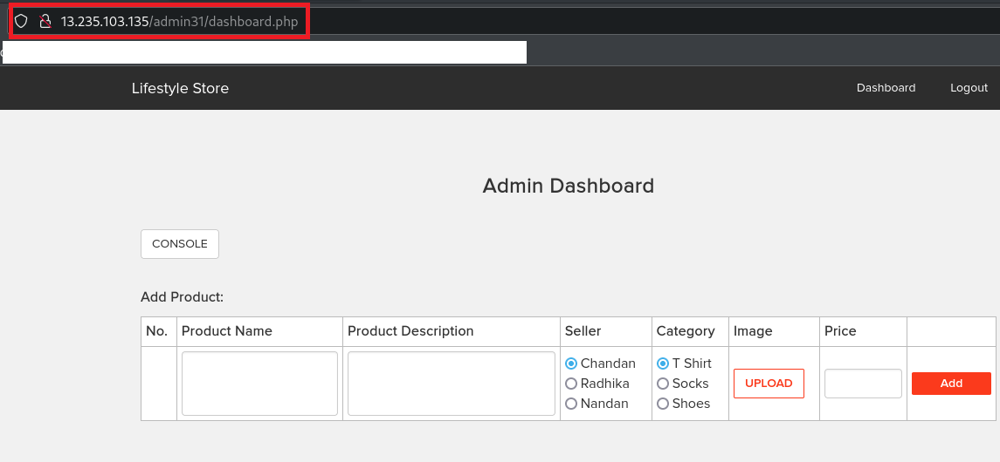 13.235.103.135/admin31/dashboard.php
Lifestyle Store Dashboard Logout
Admin Dashboard
CONSOLE
Add Product:
No. Product Name Product Description Seller Category Image Price
Chandan T Shirt
Radhika Socks UPLOAD Add
Nandan Shoes